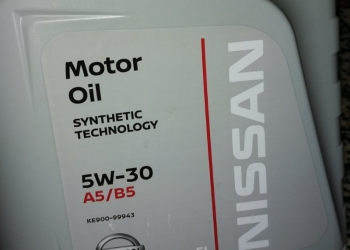 Motor
Oil
SYNTHETIC
TECHNOLOGY
5W-30
A5/B5
KE900-99943
NISSAN